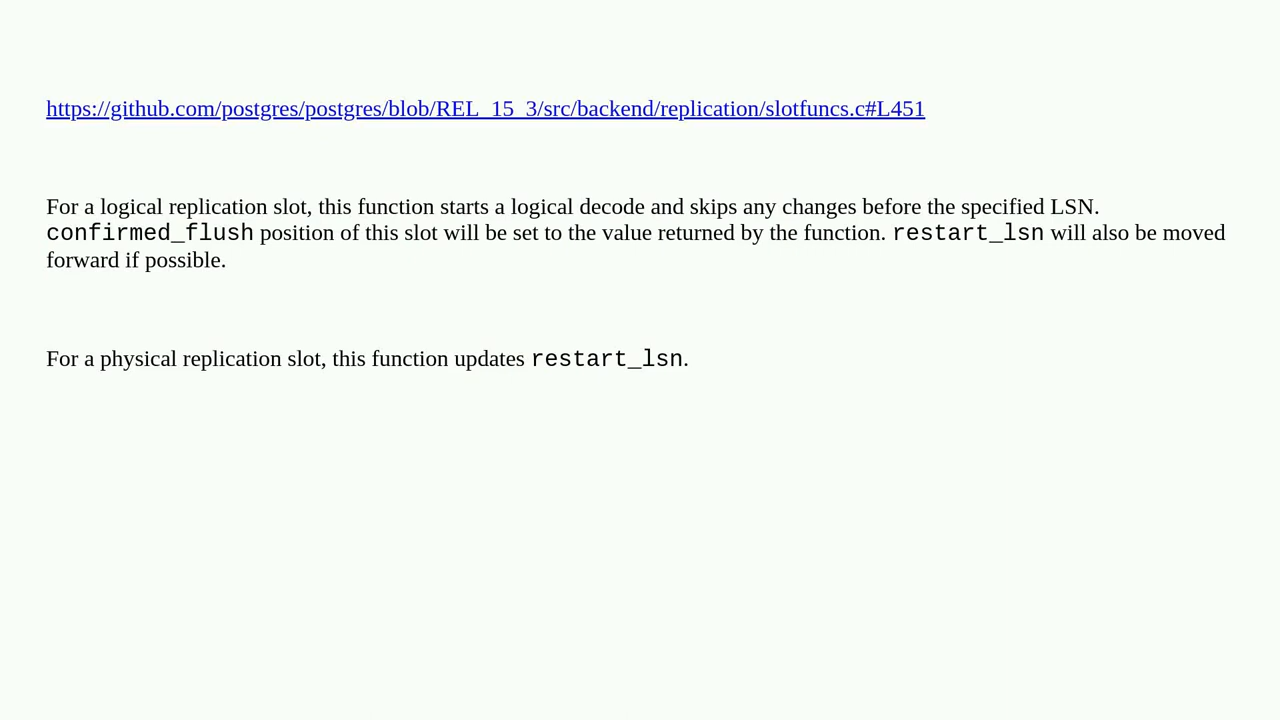 https://github.com/postgres/postgres/blob/REL_15_3/src/backend/replication/slotfuncs.c#L451
For a logical replication slot, this function starts a logical decode and skips any changes before the specified LSN.
confirmed_flush position of this slot will be set to the value returned by the function. restart_lsn will also be moved
forward if possible.
For a physical replication slot, this function updates restart_lsn.